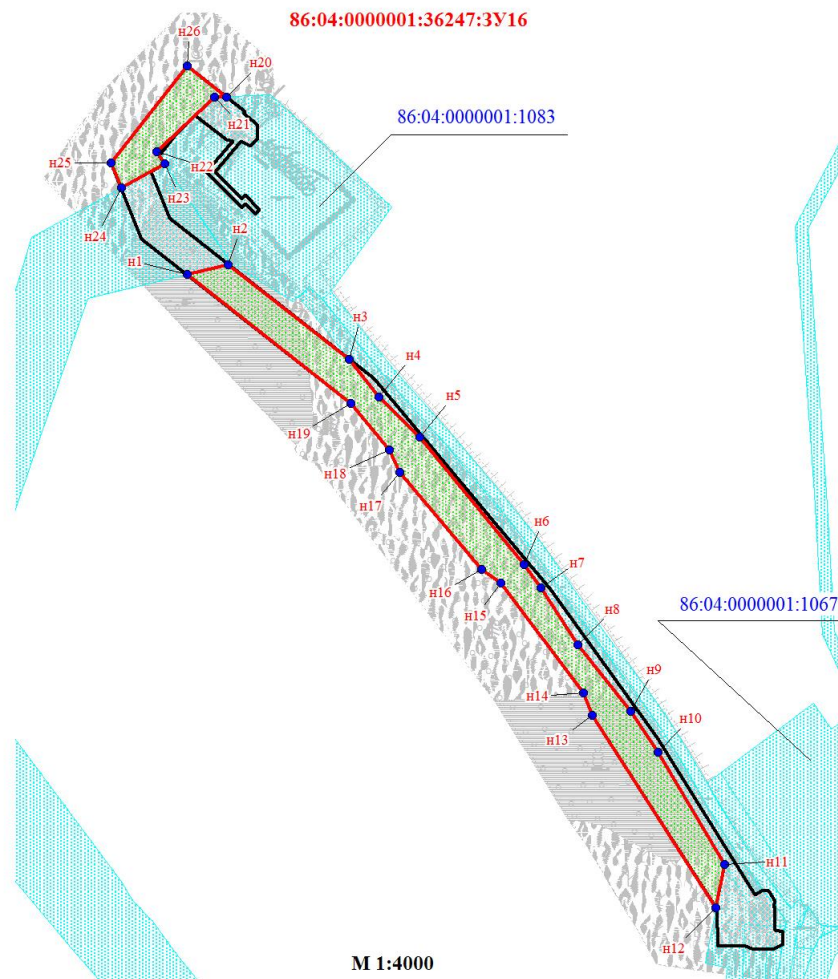 86:04:0000001:36247:ЗУ16
н26
н20
86:04:0000001:1083
н21
н22
н25
н23
н24
н2
н1
н3
н4
н5
н19
н18
н17
н6
н7
н16
86:04:0000001:1067
н15
н8
н9
н14
н10
н13
н11
н12
М 1:4000